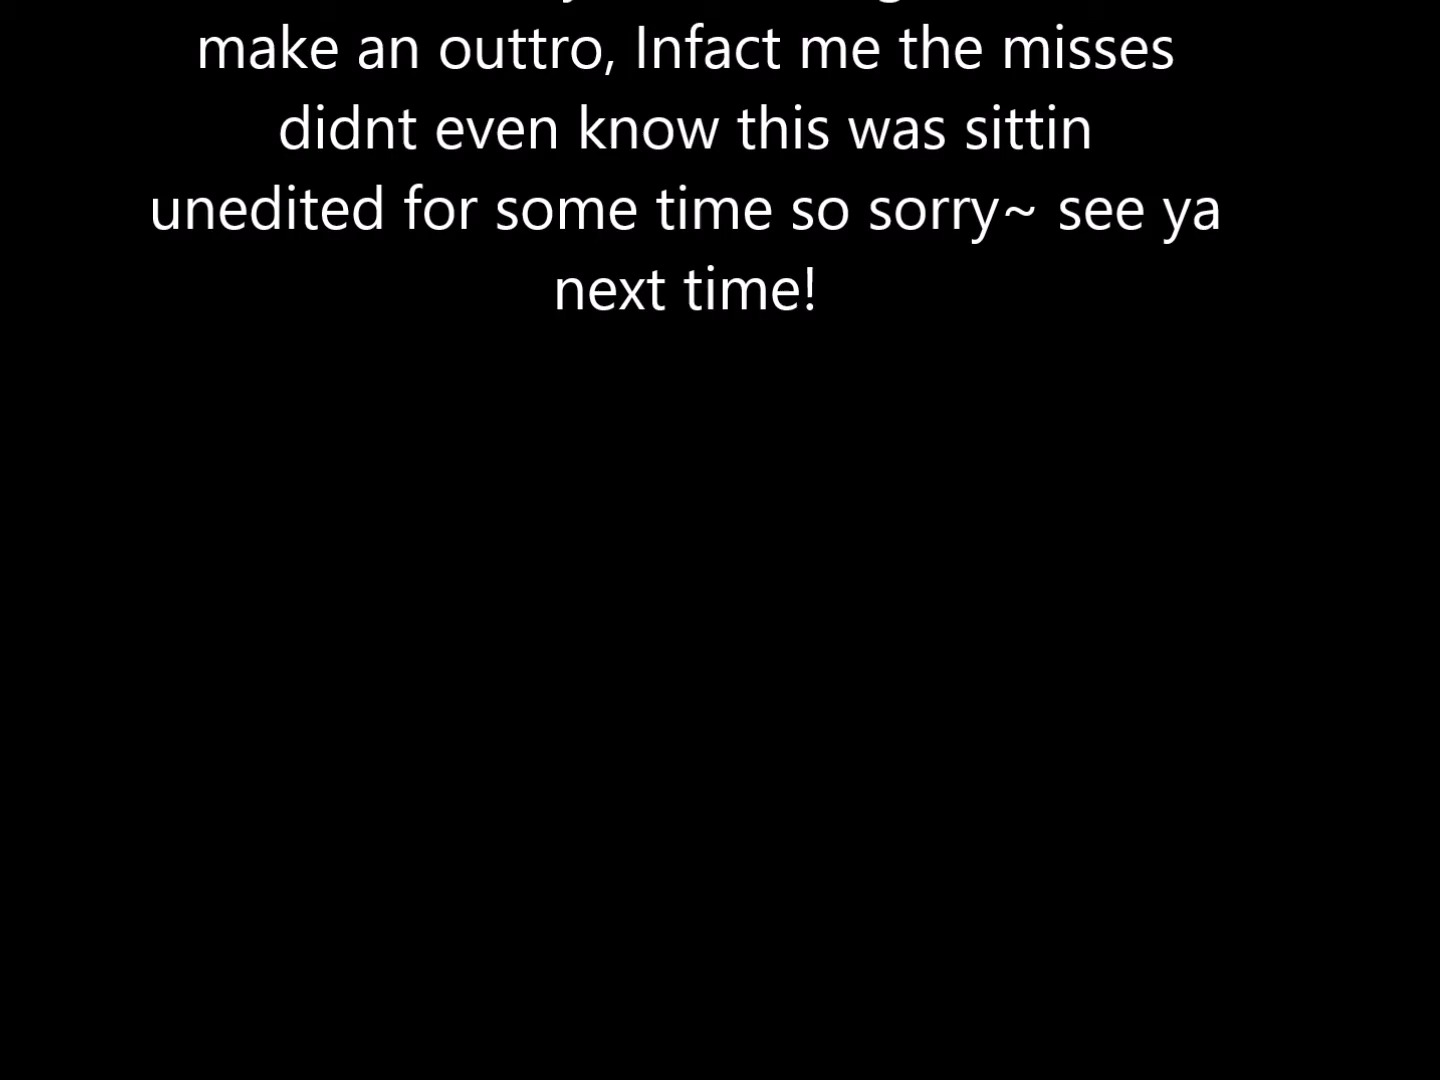 make an outtro, Infact me the misses
didnt even know this was sittin
unedited for some time so sorry~ see ya
next time!